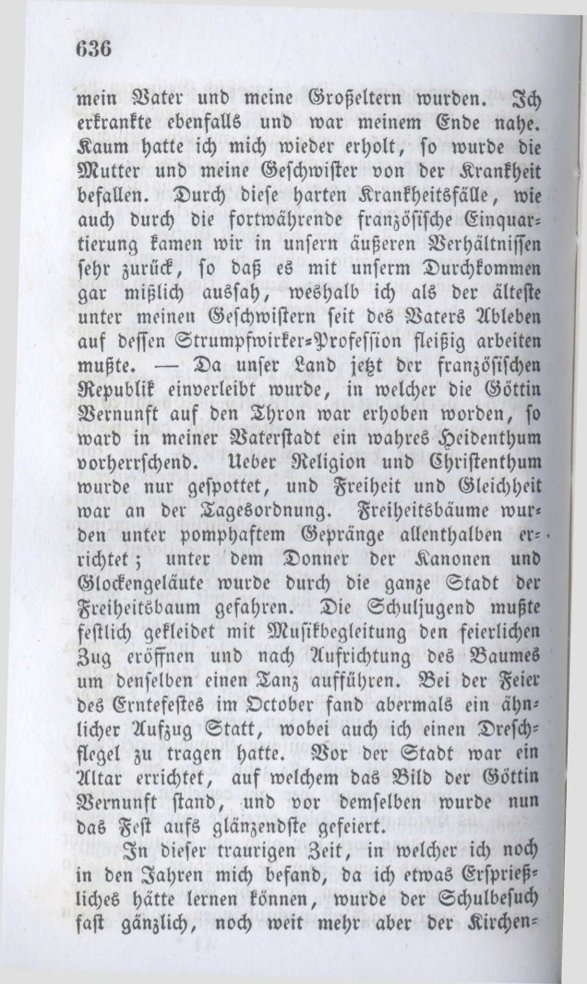 636
mein Vater und meine Großeltern wurden. Ich
erkrankte ebenfalls und war meinem Ende nahe.
Kaum hatte ich mich wieder erholt, so wurde die
Mutter und meine Geschwister von der Krankheit
befallen. Durch diese harten Krankheitsfälle, wie
auch durch die fortwährende französische Einquar-
tierung kamen wir in unsern äußeren Verhältnissen
sehr zurück, so daß es mit unserm Durchkommen
gar mißlich aussah, weshalb ich als der älteste
unter meinen Geschwistern seit des Vaters Ableben
auf dessen Strumpfwirker-Profession fleißig arbeiten
mußte. — Da unser Land jetzt der französischen
Republik einverleibt wurde, in welcher die Göttin
Vernunft auf den Thron war erhoben worden, so
ward in meiner Vaterstadt ein wahres Heidenthum
vorherrschend. Ueber Religion und Christenthum
wurde nur gespottet, und Freiheit und Gleichheit
war an der Tagesordnung. Freiheitsbäume wur-
den unter pomphaftem Gepränge allenthalben er-
richtet; unter dem Donner der Kanonen und
Glockengeläute wurde durch die ganze Stadt der
Freiheitsbaum gefahren. Die Schuljugend mußte
festlich gekleidet mit Musikbegleitung den feierlichen
Zug eröffnen und nach Aufrichtung des Baumes
um denselben einen Tanz aufführen. Bei der Feier
des Erntefestes im October fand abermals ein ähn-
licher Aufzug Statt, wobei auch ich einen Dresch-
flegel zu tragen hatte. Vor der Stadt war ein
Altar errichtet, auf welchem das Bild der Göttin
Vernunft stand, und vor demselben wurde nun
das Fest aufs glänzendste gefeiert.
In dieser traurigen Zeit, in welcher ich noch
in den Jahren mich befand, da ich etwas Ersprieß-
liches hätte lernen können, wurde der Schulbesuch
fast gänzlich, noch weit mehr aber der Kirchen-